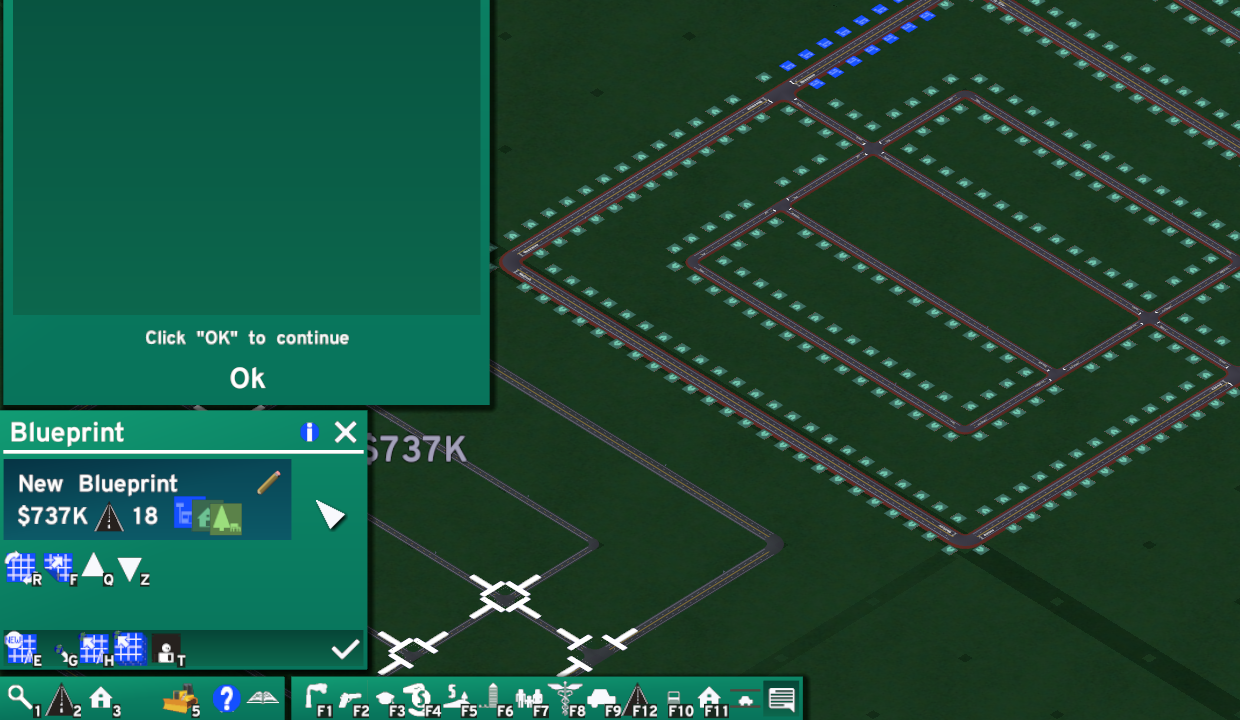 Click "OK" to continue
Ok
Blueprint
$737K
New Blueprint
$737K 18
R F Q Z
NEW E G H T
1 2 3 5 ? F1 F2 F3 F4 F5 F6 F7 F8 F9 F12 F10 F11